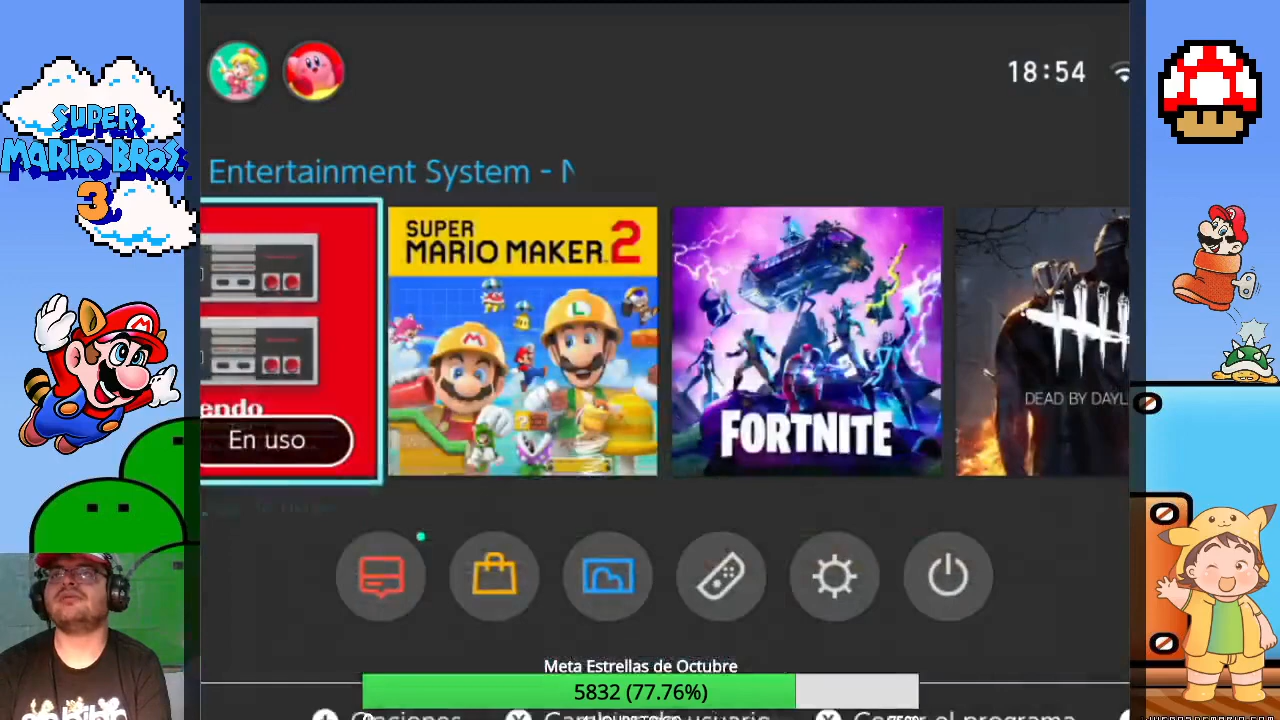 SUPER
MARIO BROS.
3
18:54
Entertainment System - N
endo
En uso
SUPER
MARIO MAKER 2
FORTNITE
DEAD BY DAYL
Meta Estrellas de Octubre
5832 (77.76%)